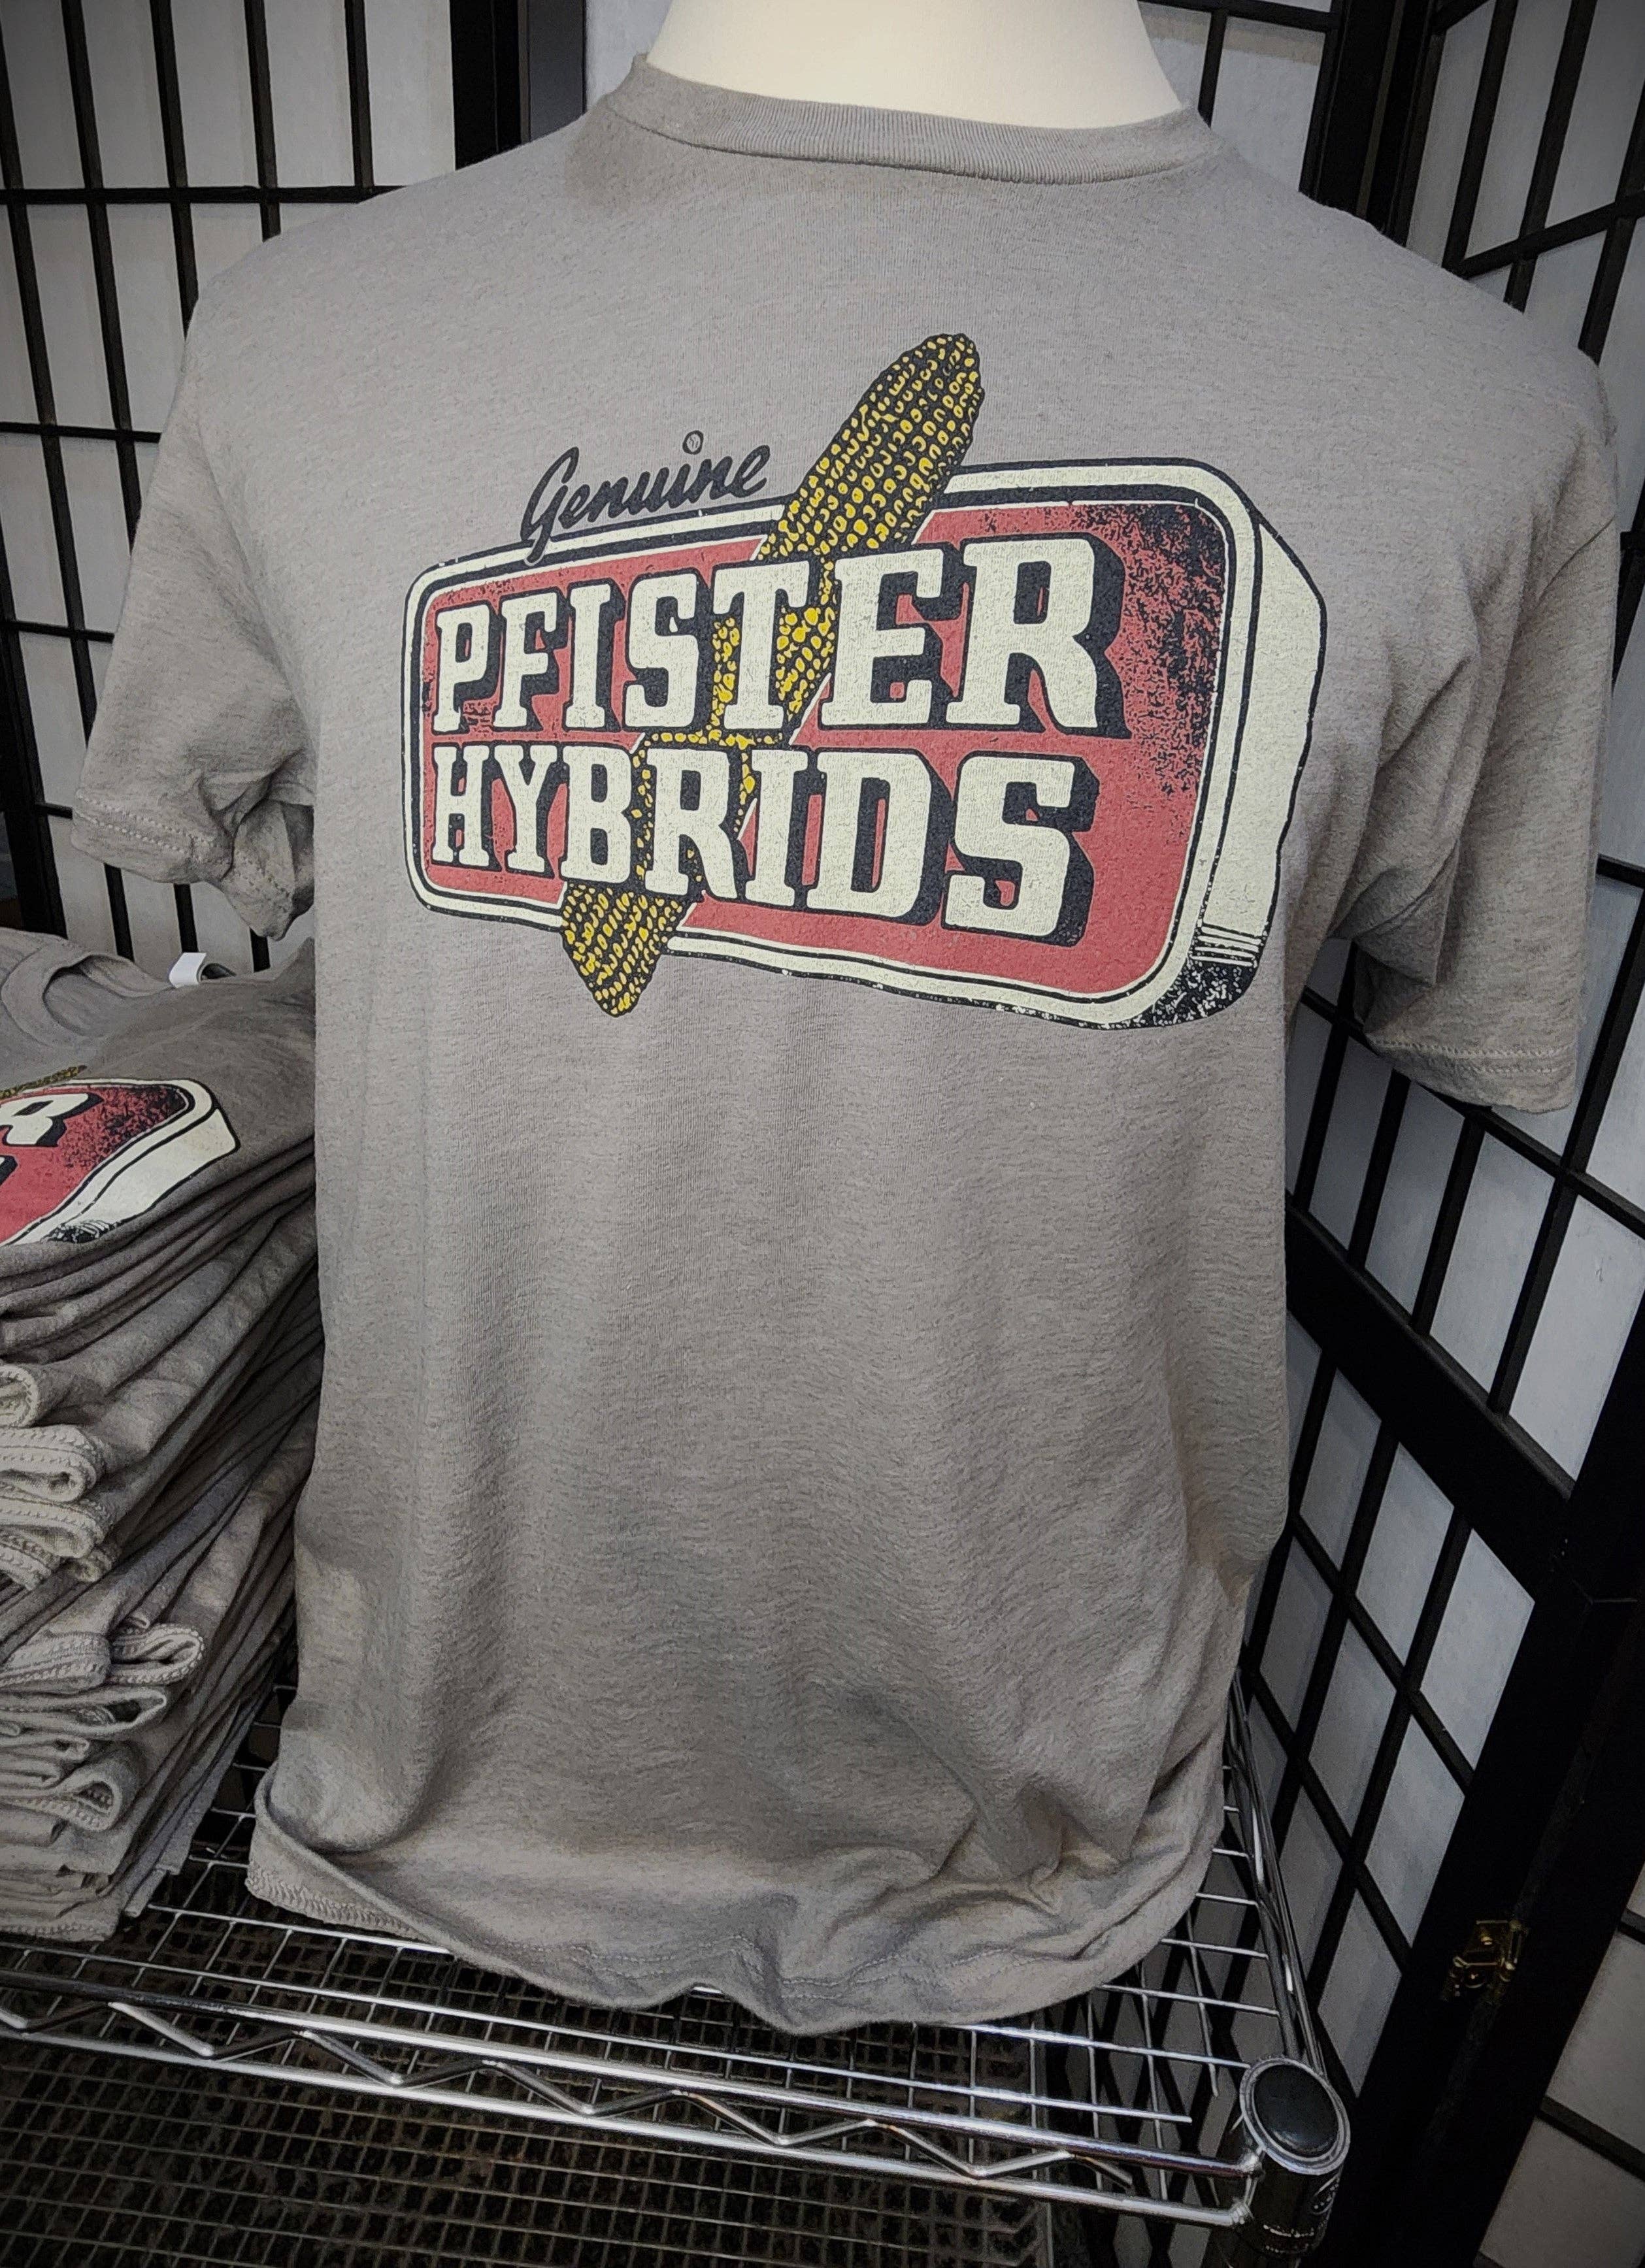 Genuine
PFISTER
HYBRIDS
R